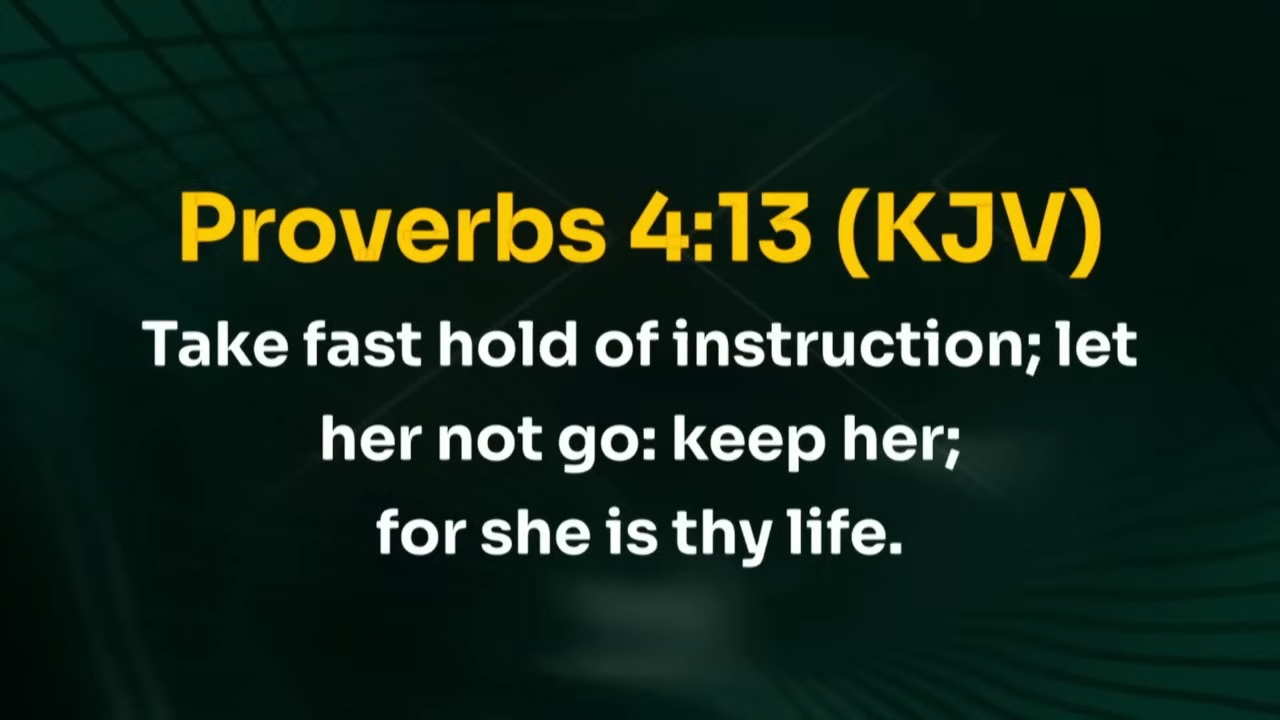 Proverbs 4:13 (KJV)
Take fast hold of instruction; let
her not go: keep her;
for she is thy life.